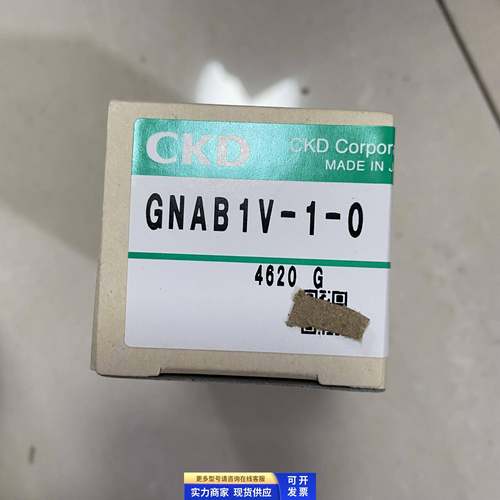 CKD
CKD Corpor
MADE IN J
GNAB1V-1-0
4620 G
更多型号请咨询在线客服
实力商家 现货供应
可开
发票